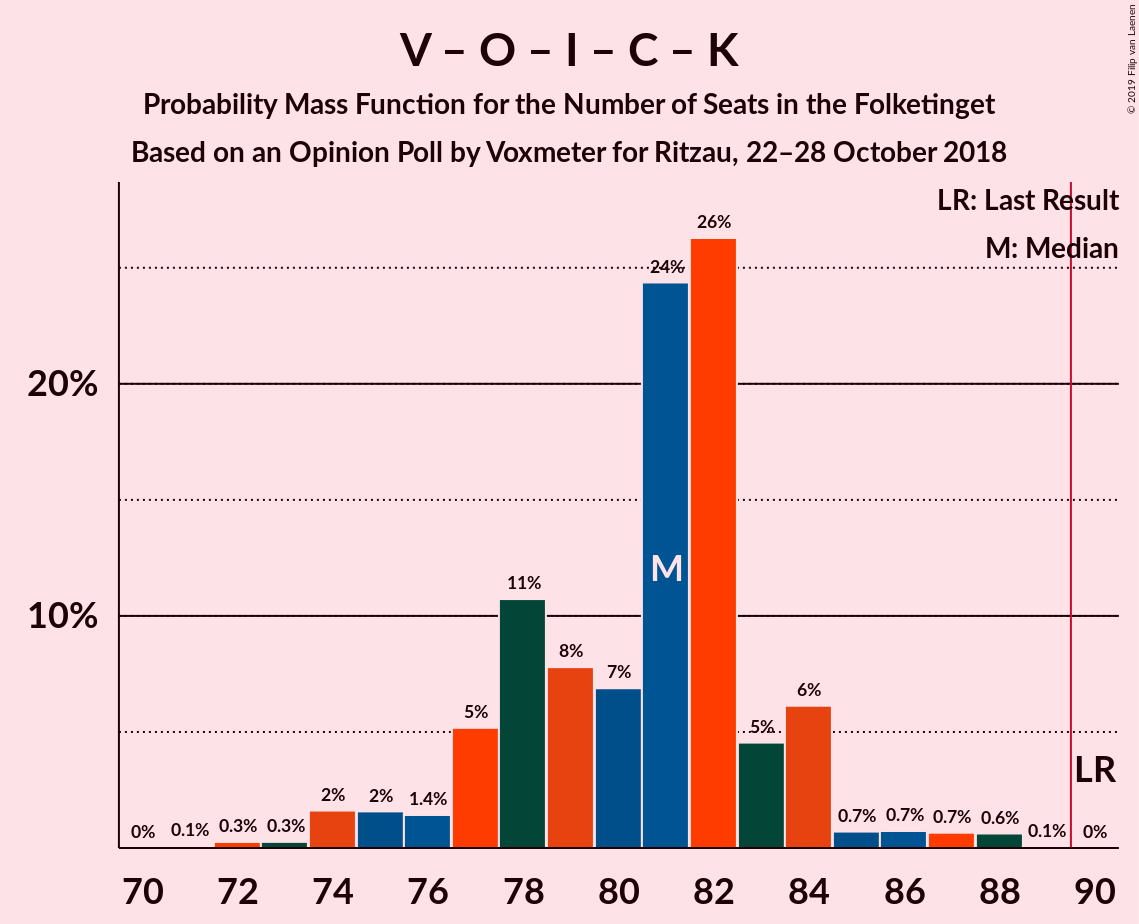 V – O – I – C – K
Probability Mass Function for the Number of Seats in the Folketinget
Based on an Opinion Poll by Voxmeter for Ritzau, 22–28 October 2018
© 2019 Filip van Laenen
LR: Last Result
M: Median
26%
24%
20%
11%
10%
8%
7%
6%
5%
5%
2%
2%
1.4%
0%
0.1%
0.3%
0.3%
0.7%
0.7%
0.7%
0.6%
0.1%
0%
M
LR
70 72 74 76 78 80 82 84 86 88 90